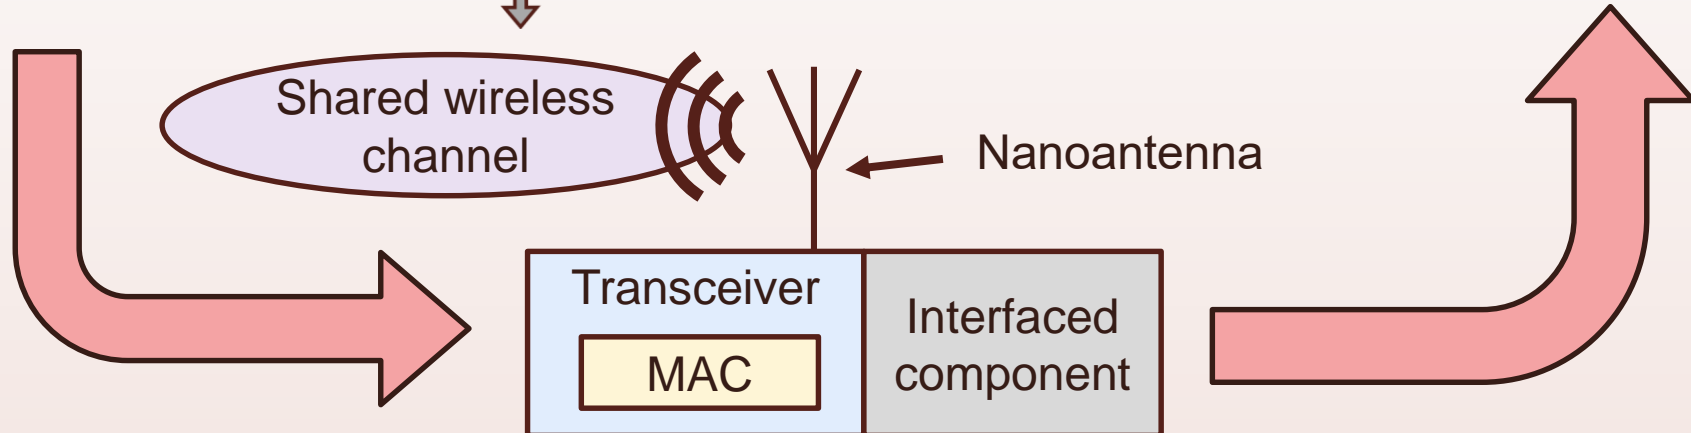 Shared wireless
channel
Nanoantenna
Transceiver
MAC
Interfaced
component